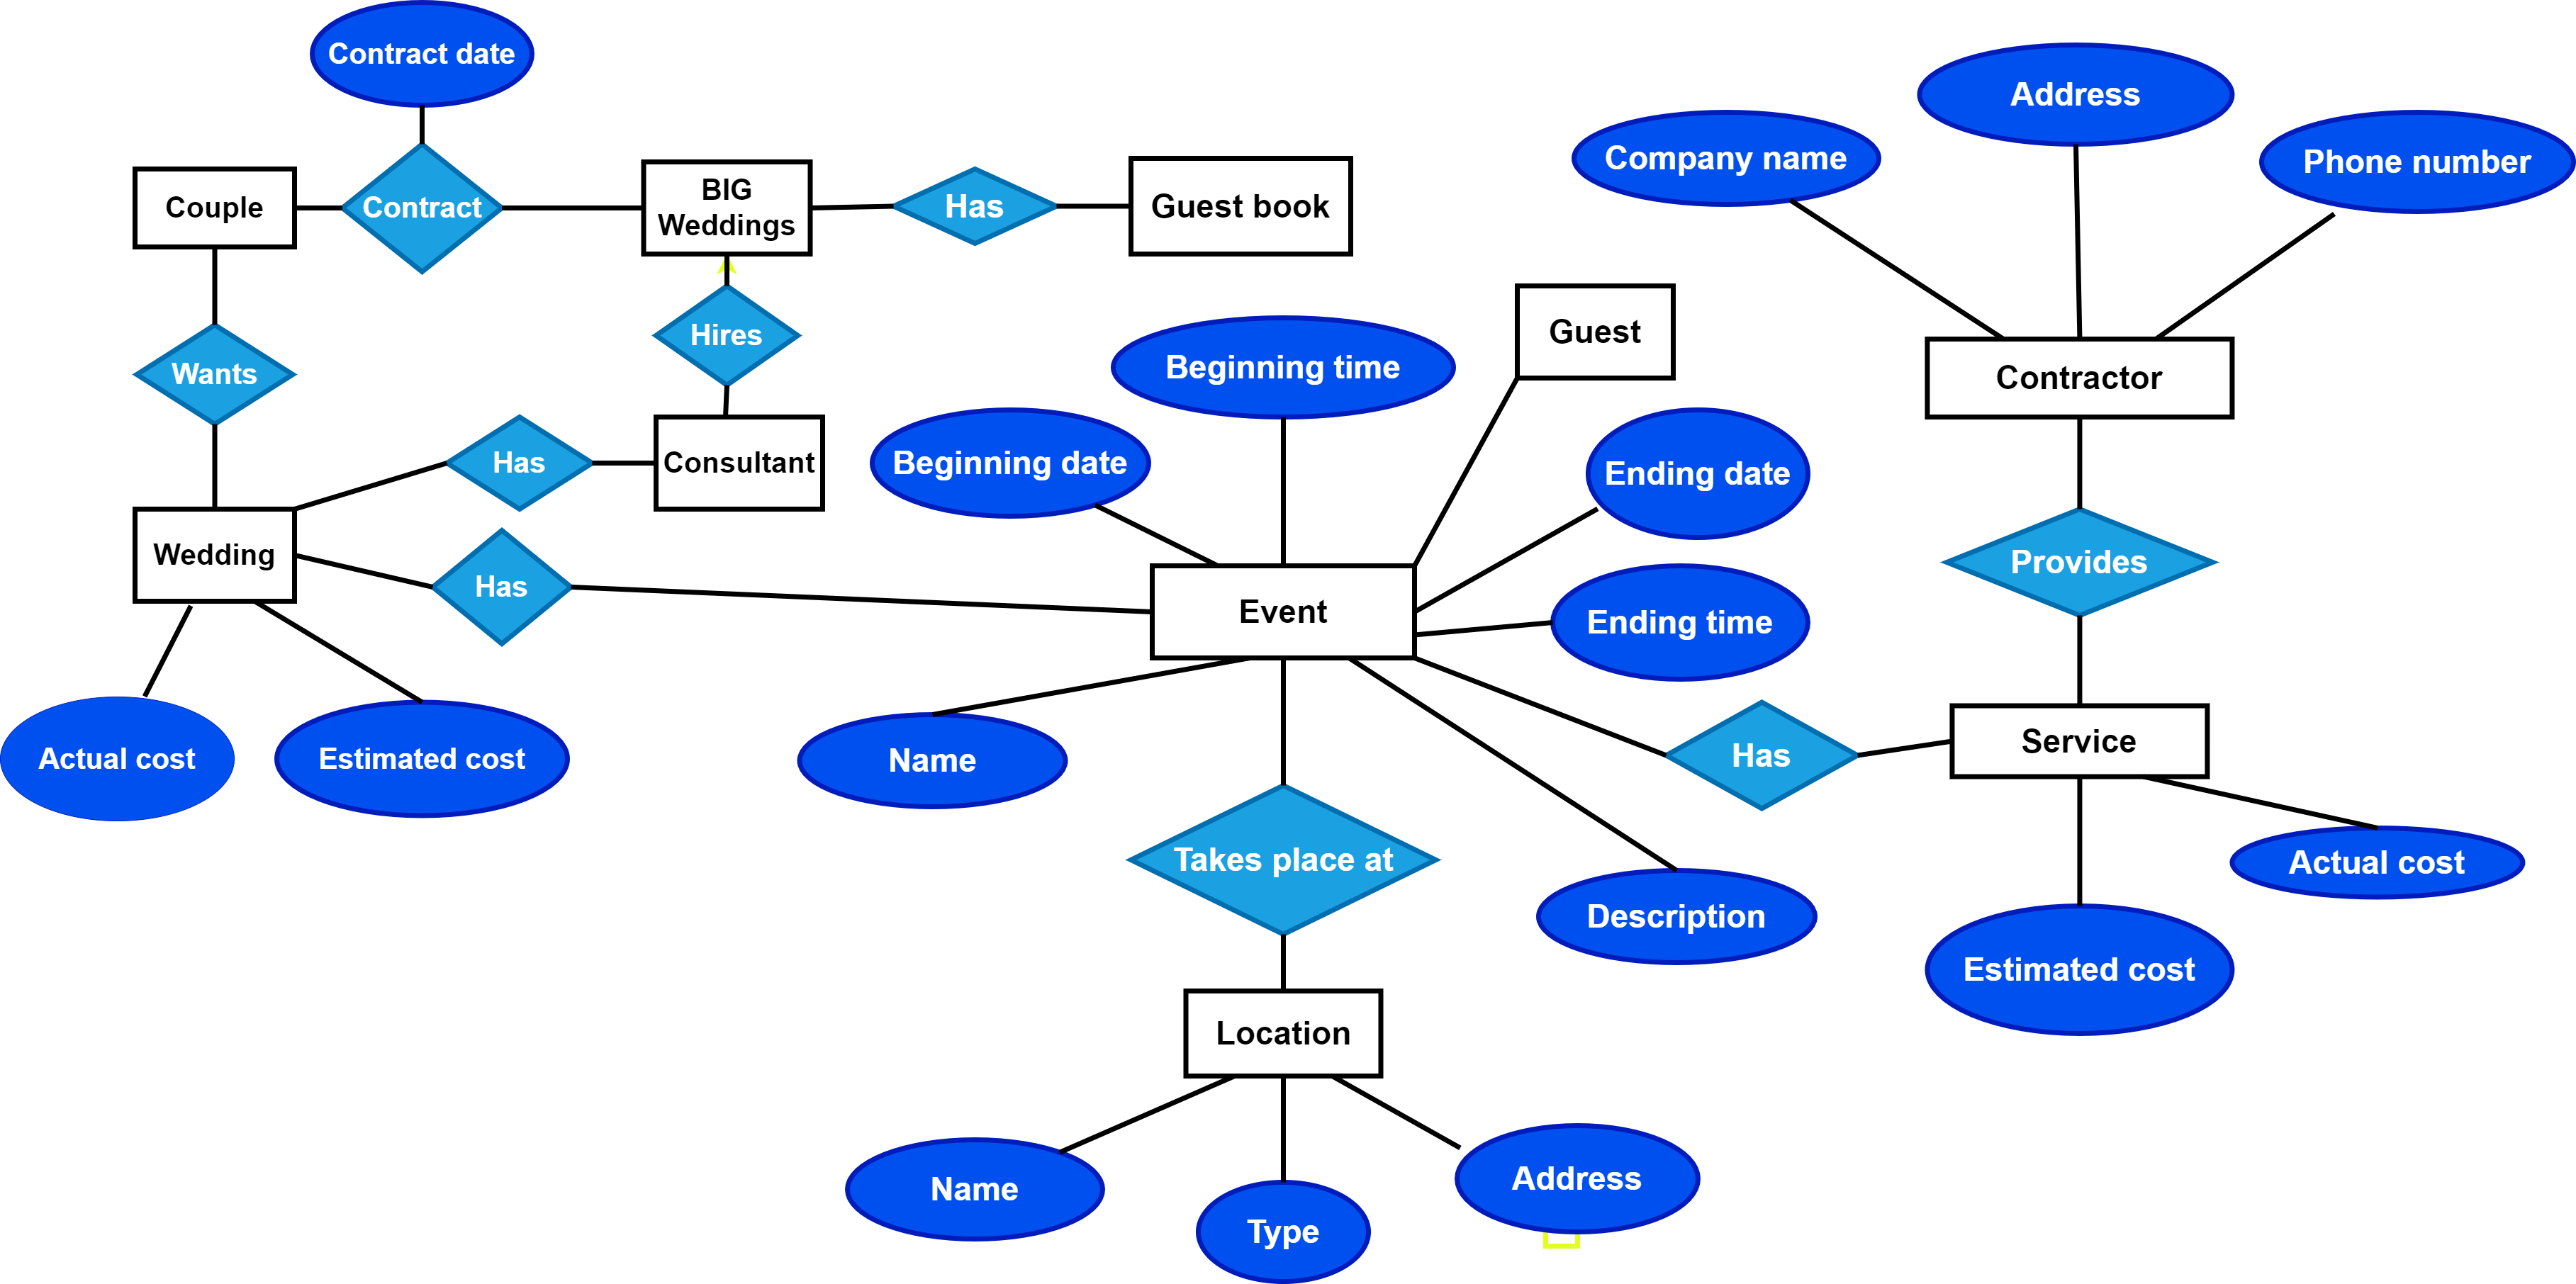 Contract date
Address
Company name
Phone number
Couple
Contract
BIG
Weddings
Has
Guest book
Hires
Guest
Wants
Beginning time
Contractor
Has
Consultant
Beginning date
Ending date
Wedding
Has
Event
Ending time
Provides
Actual cost
Estimated cost
Name
Has
Service
Takes place at
Description
Actual cost
Estimated cost
Location
Name
Type
Address